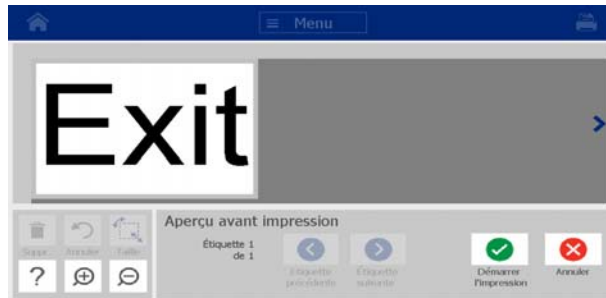 Menu
Exit
Aperçu avant impression
Étiquette 1
de 1
Étiquette
précédente
Étiquette
suivante
Démarrer
l'impression
Annuler
Suppr.
Annuler
Taille
?